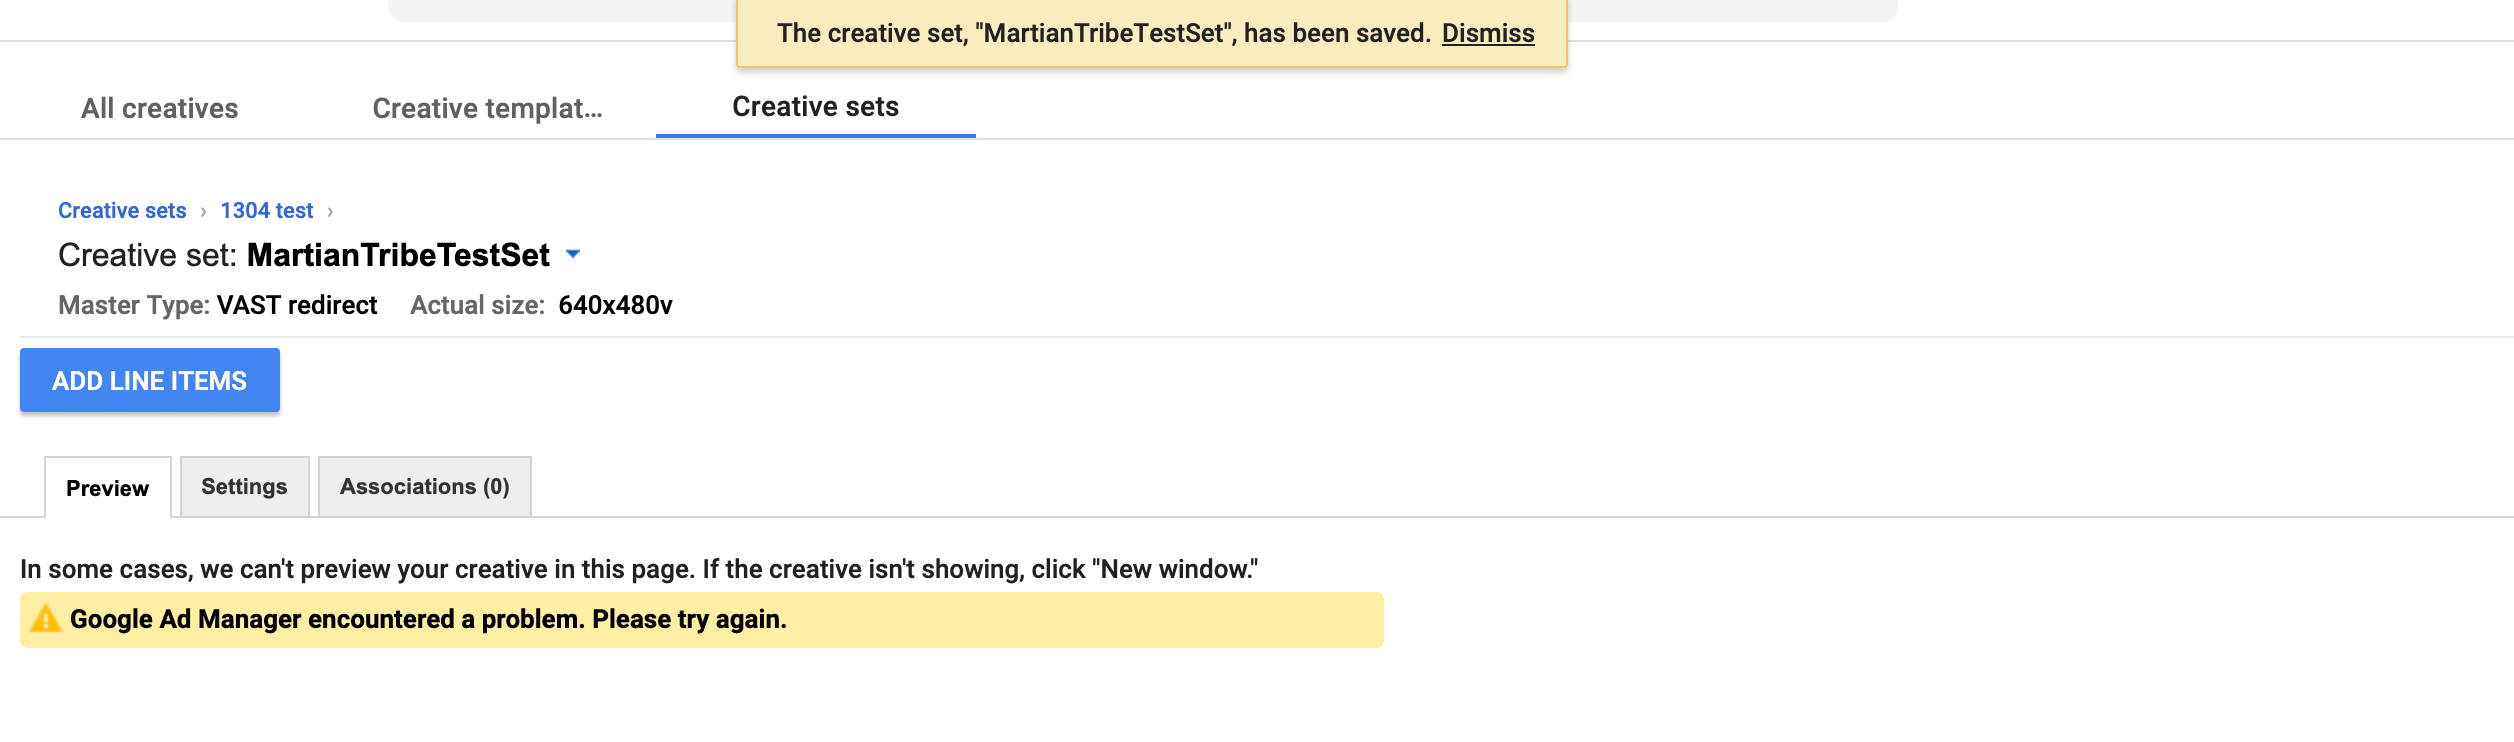 The creative set, "MartianTribeTestSet", has been saved. Dismiss
All creatives
Creative templat...
Creative sets
Creative sets › 1304 test ›
Creative set: MartianTribeTestSet
Master Type: VAST redirect Actual size: 640x480v
ADD LINE ITEMS
Preview
Settings
Associations (0)
In some cases, we can't preview your creative in this page. If the creative isn't showing, click "New window."
Google Ad Manager encountered a problem. Please try again.